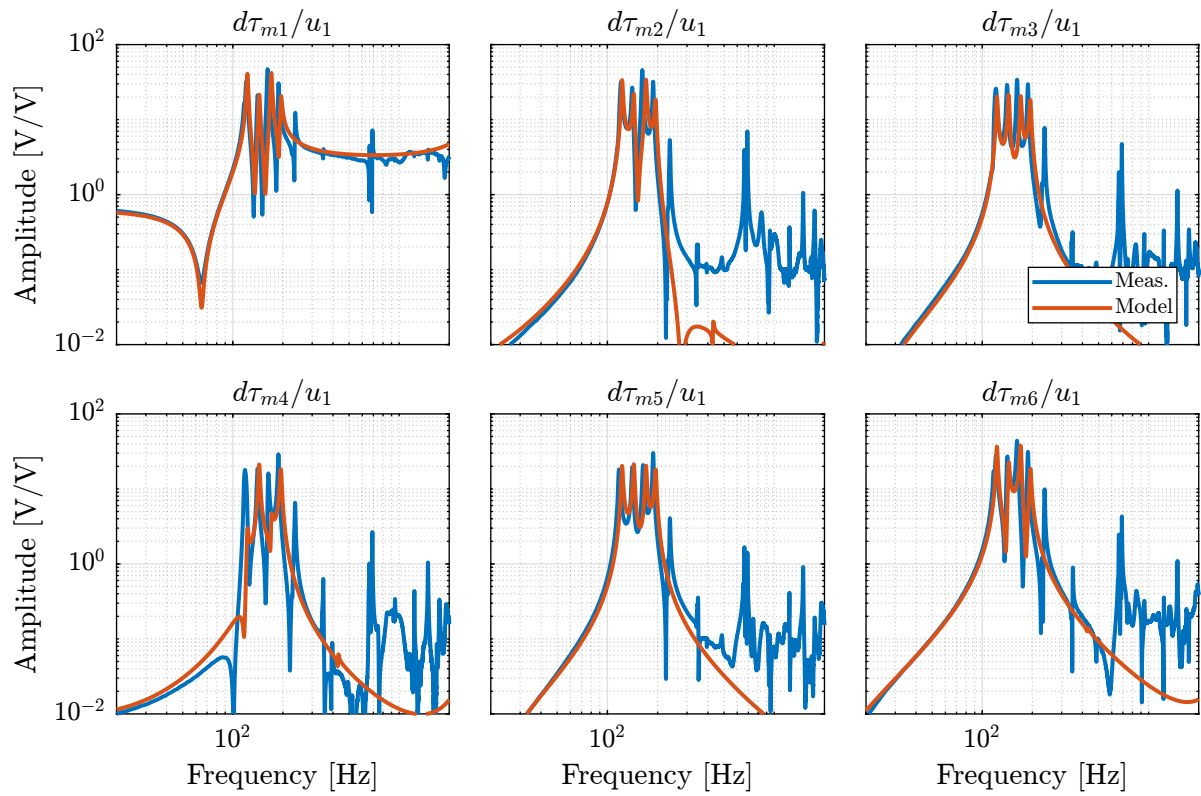 dτm1/u1
dτm2/u1
dτm3/u1
10^2
10^0
10^-2
Amplitude [V/V]
Meas.
Model
dτm4/u1
dτm5/u1
dτm6/u1
10^2
10^0
10^-2
Amplitude [V/V]
10^2
10^2
10^2
Frequency [Hz]
Frequency [Hz]
Frequency [Hz]